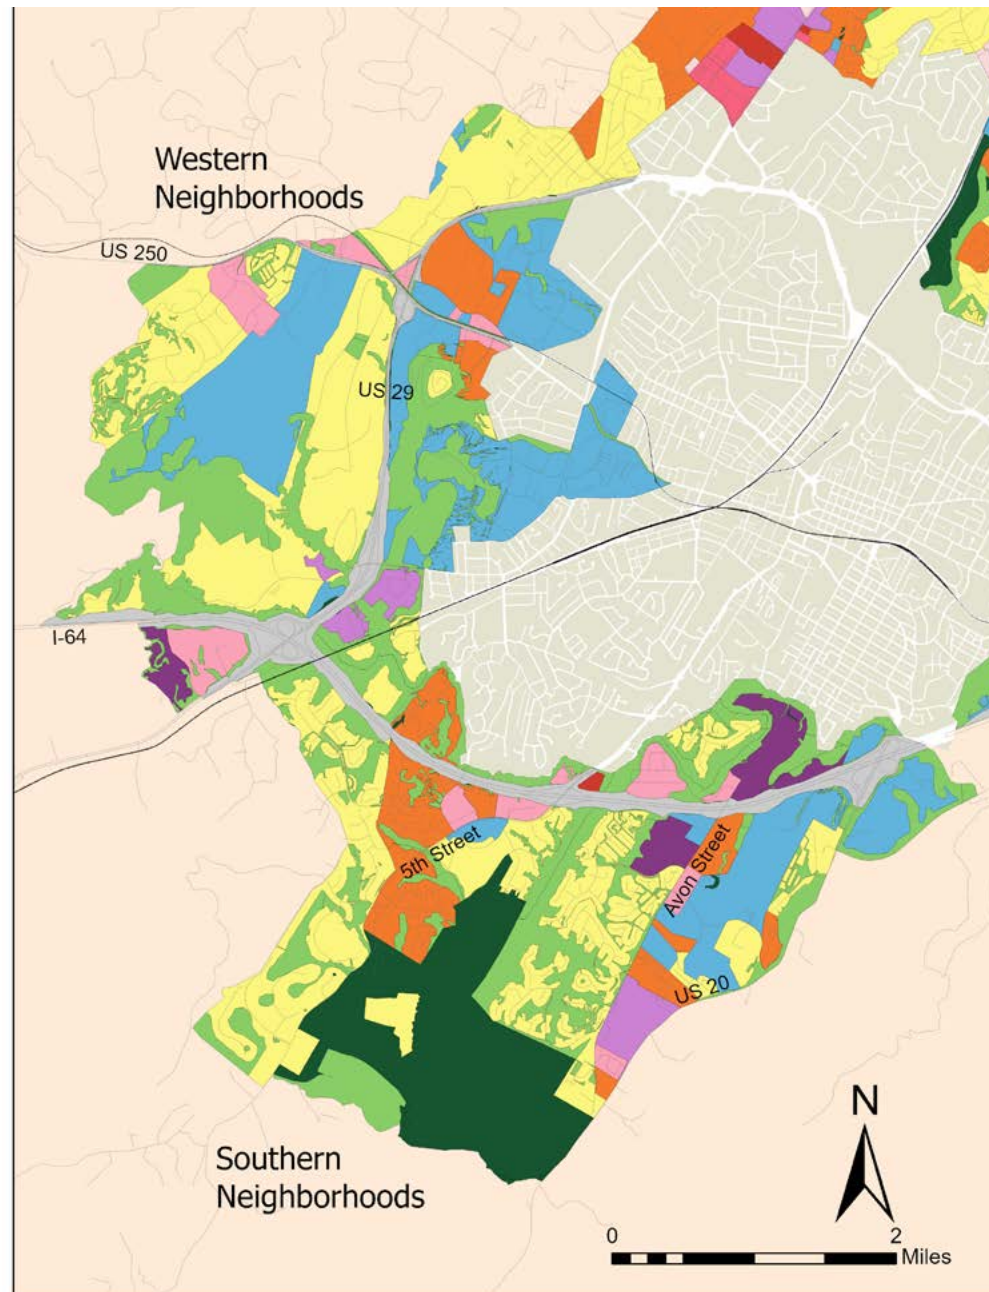 Western
Neighborhoods
US 250
US 29
I-64
5th Street
Avon Street
US 20
Southern
Neighborhoods
N
0 2
Miles